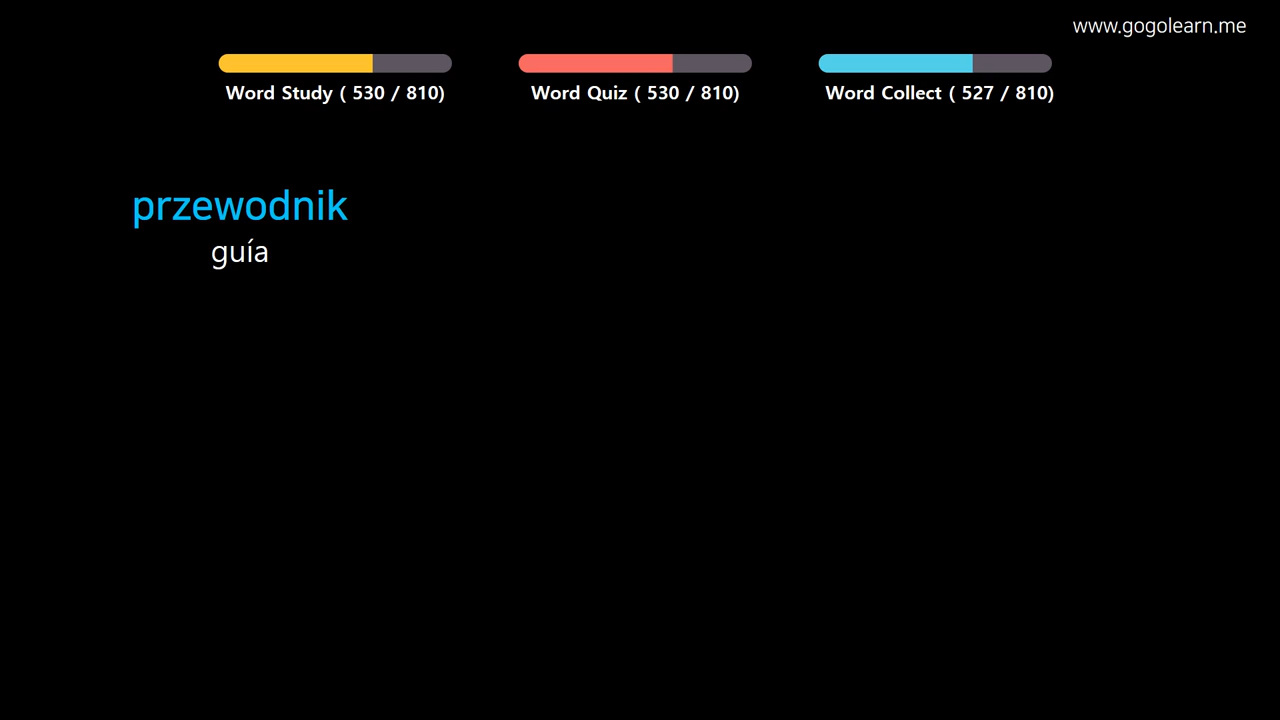 www.gogolearn.me
Word Study ( 530 / 810)
Word Quiz ( 530 / 810)
Word Collect ( 527 / 810)
przewodnik
guía